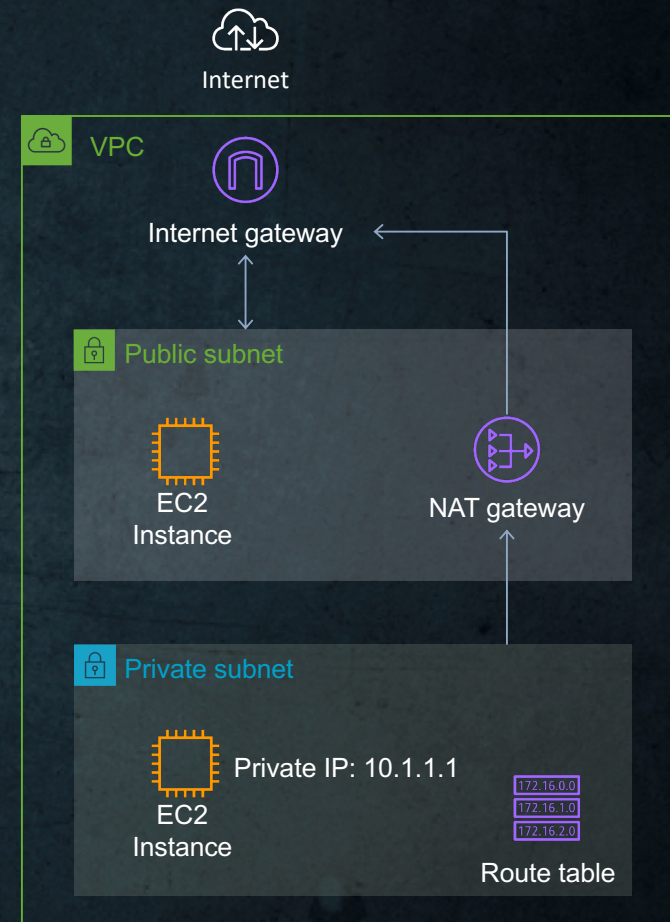 Internet
VPC
Internet gateway
Public subnet
EC2
Instance
NAT gateway
Private subnet
Private IP: 10.1.1.1
EC2
Instance
172.16.0.0
172.16.1.0
172.16.2.0
Route table